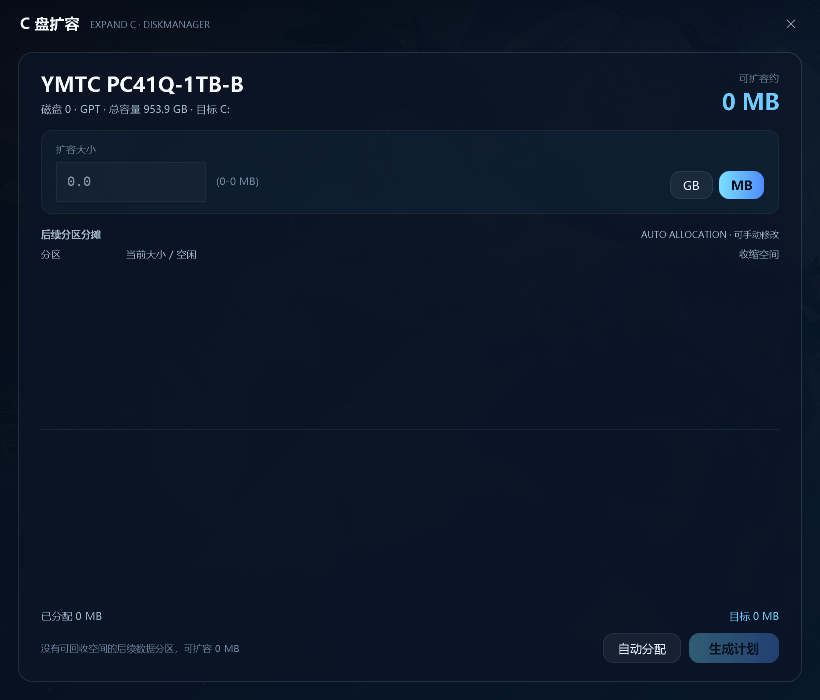 C 盘扩容 EXPAND C · DISKMANAGER
YMTC PC41Q-1TB-B
磁盘 0 · GPT · 总容量 953.9 GB · 目标 C:
可扩容约
0 MB
扩容大小
0.0 (0-0 MB) GB MB
后续分区分摊 AUTO ALLOCATION · 可手动修改
分区 当前大小 / 空闲 收缩空间
已分配 0 MB 目标 0 MB
没有可回收空间的后续数据分区，可扩容 0 MB 自动分配 生成计划